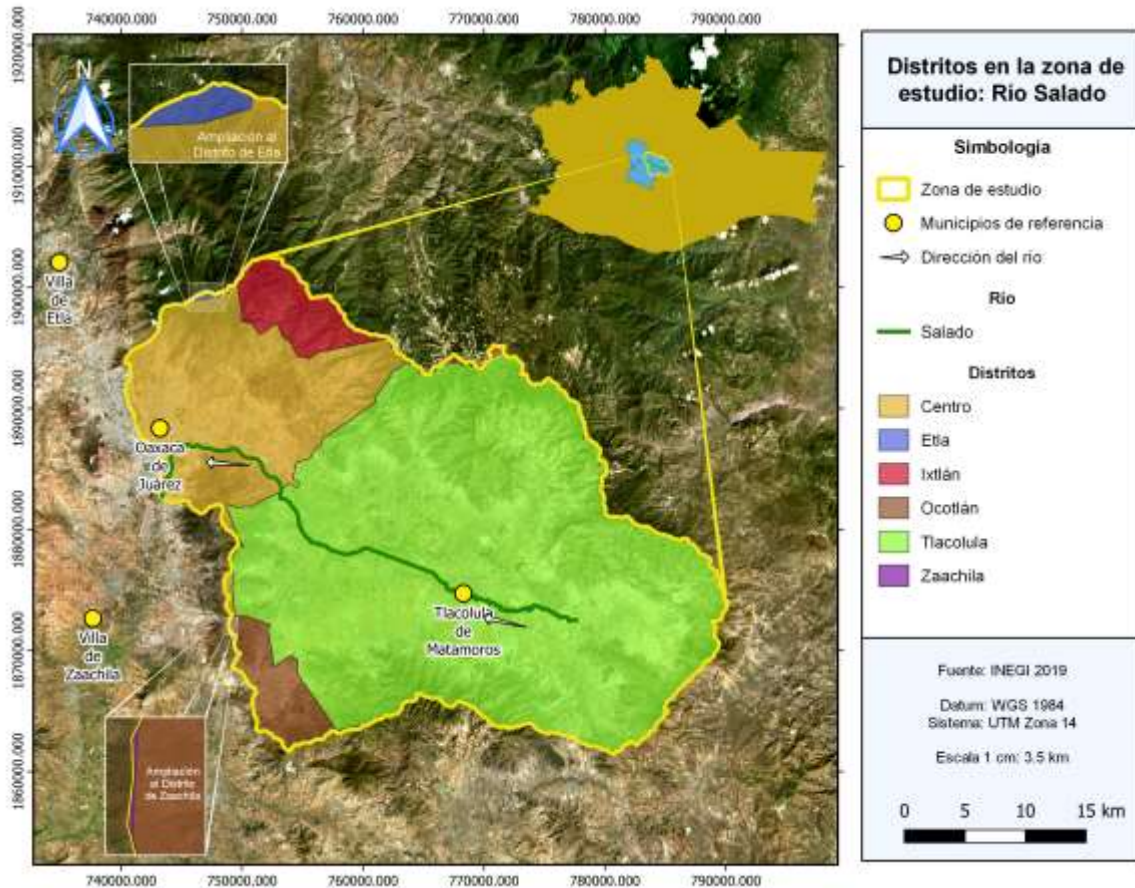 740000.000 750000.000 760000.000 770000.000 780000.000 790000.000
1920000.000
1910000.000
1900000.000
1890000.000
1880000.000
1870000.000
1860000.000
N
Ampliación al
Distrito de Etla
Villa
de
Etla
Oaxaca
de
Juárez
Tlacolula
de
Matamoros
Villa
de
Zaachila
Ampliación
al Distrito
de Zaachila
740000.000 750000.000 760000.000 770000.000 780000.000 790000.000
Distritos en la zona de
estudio: Rio Salado
Simbología
Zona de estudio
Municipios de referencia
Dirección del río
Río
Salado
Distritos
Centro
Etla
Ixtlán
Ocotlán
Tlacolula
Zaachila
Fuente: INEGI 2019
Datum: WGS 1984
Sistema: UTM Zona 14
Escala 1 cm: 3.5 km
0 5 10 15 km